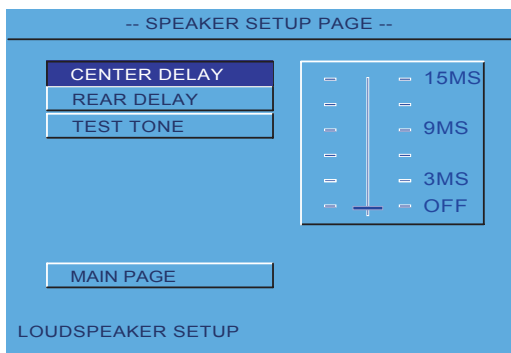 -- SPEAKER SETUP PAGE --
CENTER DELAY
REAR DELAY
TEST TONE
15MS
9MS
3MS
OFF
MAIN PAGE
LOUDSPEAKER SETUP